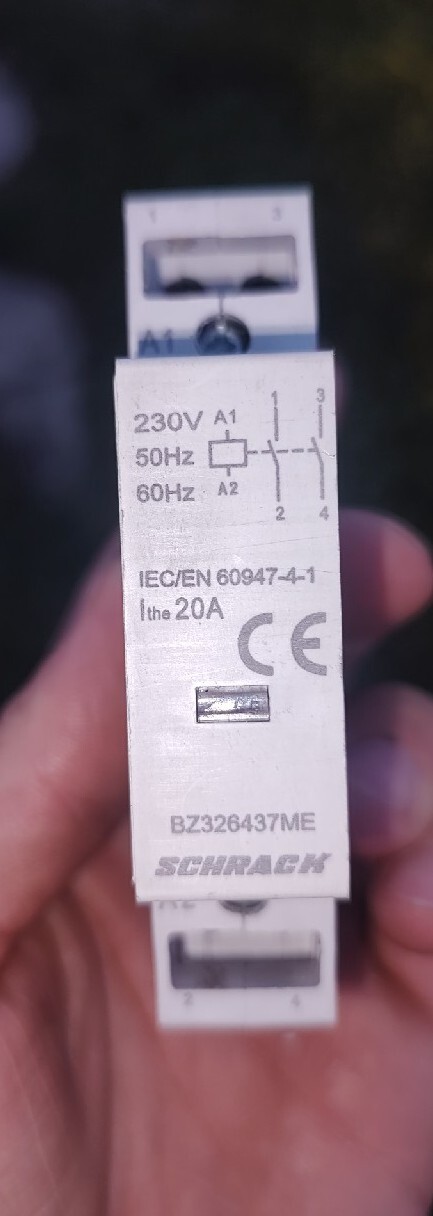 1 3
A1
230V A1 1 3
50Hz
60Hz A2
2 4
IEC/EN 60947-4-1
Ithe 20A
CE
BZ326437ME
SCHRACK
A2
2 4